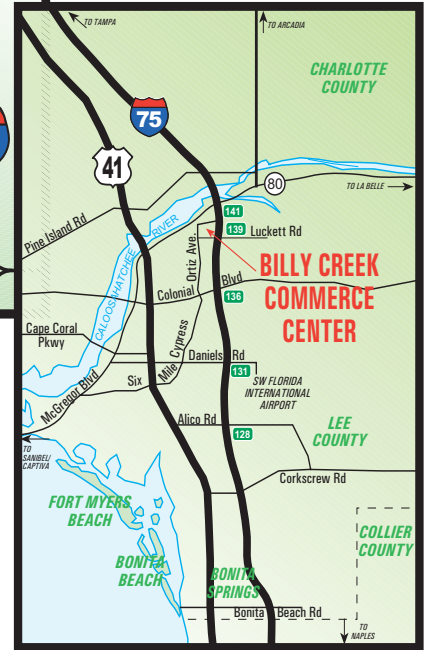 TO TAMPA
TO ARCADIA
CHARLOTTE
COUNTY
75
41
80
TO LA BELLE
Pine Island Rd
CALOOSAHATCHEE
RIVER
141
139
Luckett Rd
Ortiz Ave.
BILLY CREEK
COMMERCE
CENTER
Colonial
Blvd
136
Cape Coral
Pkwy
Daniels
Rd
131
SW FLORIDA
INTERNATIONAL
AIRPORT
Six
Mile
Cypress
McGregor Blvd
Alico Rd
128
LEE
COUNTY
TO
SANIBEL/
CAPTIVA
Corkscrew Rd
FORT MYERS
BEACH
COLLIER
COUNTY
BONITA
BEACH
BONITA
SPRINGS
Bonita
Beach Rd
TO
NAPLES